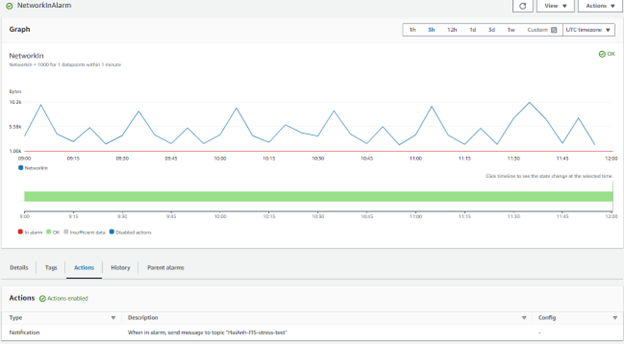 NetworkInAlarm
View ▼
Actions ▼
Graph
1h 3h 12h 1d 3d 1w Custom UTC timezone ▼
NetworkIn
OK
NetworkIn < 1000 for 1 datapoints within 1 minute
Bytes
10.2k
5.58k
1.00k
09:00 09:15 09:30 09:45 10:00 10:15 10:30 10:45 11:00 11:15 11:30 11:45 12:00
NetworkIn
Click timeline to see the state change at the selected time.
9:00 9:15 9:30 9:45 10:00 10:15 10:30 10:45 11:00 11:15 11:30 11:45 12:00
In alarm OK Insufficient data Disabled actions
Details Tags Actions History Parent alarms
Actions Actions enabled
Type Description Config
Notification When in alarm, send message to topic "HaiAnh-FIS-stress-test" -